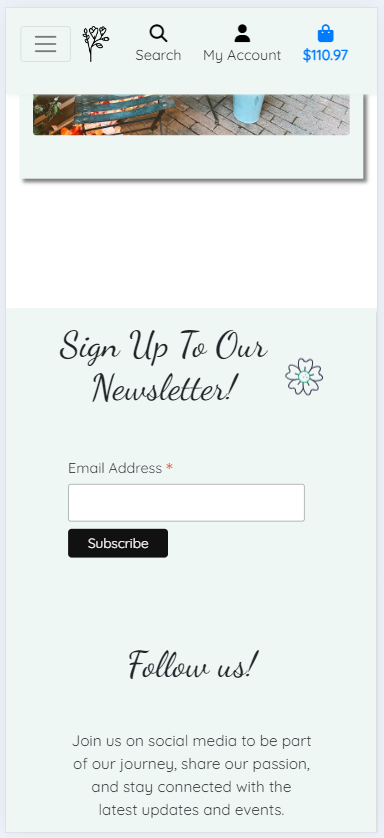 Search
My Account
$110.97
Sign Up To Our
Newsletter!
Email Address *
Subscribe
Follow us!
Join us on social media to be part
of our journey, share our passion,
and stay connected with the
latest updates and events.